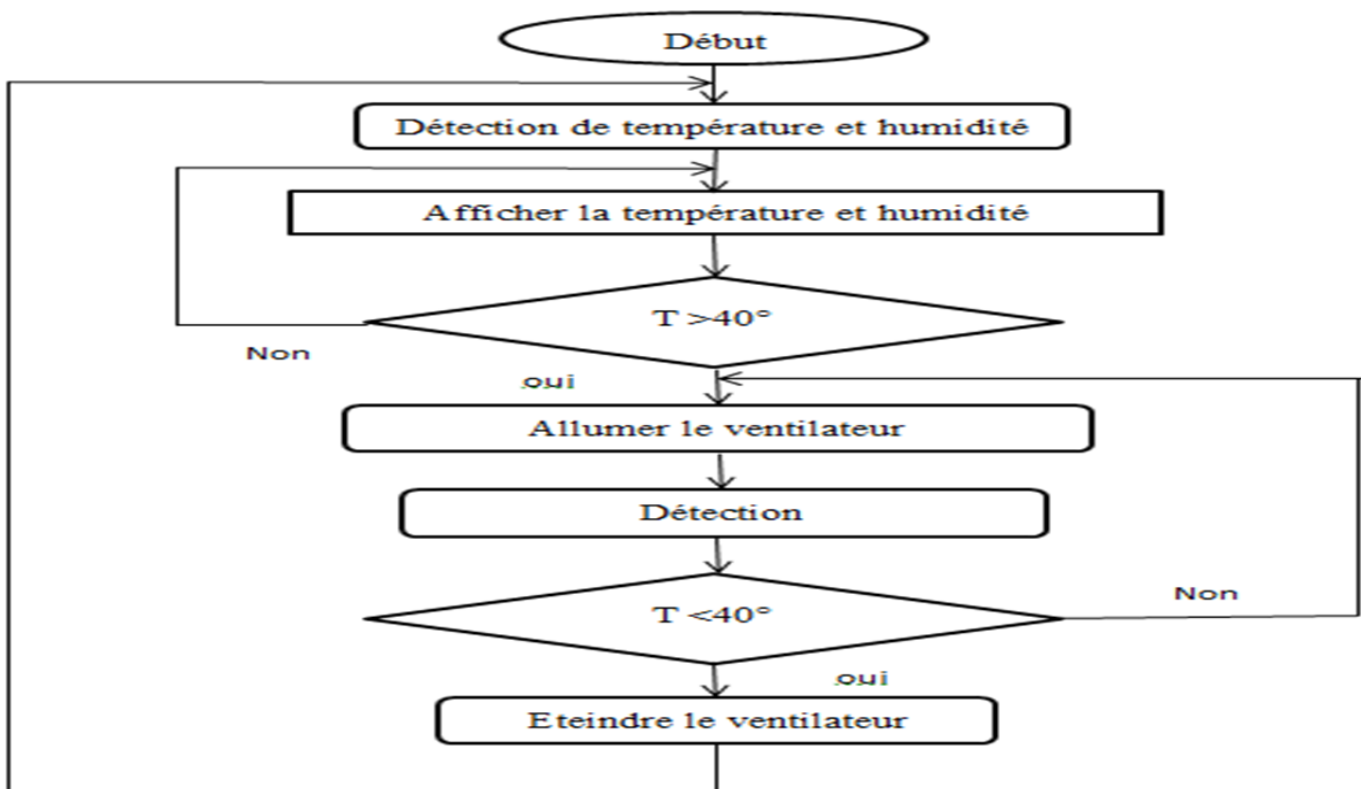 Début
Détection de température et humidité
Afficher la température et humidité
T >40°
Non
oui
Allumer le ventilateur
Détection
T <40°
Non
oui
Eteindre le ventilateur